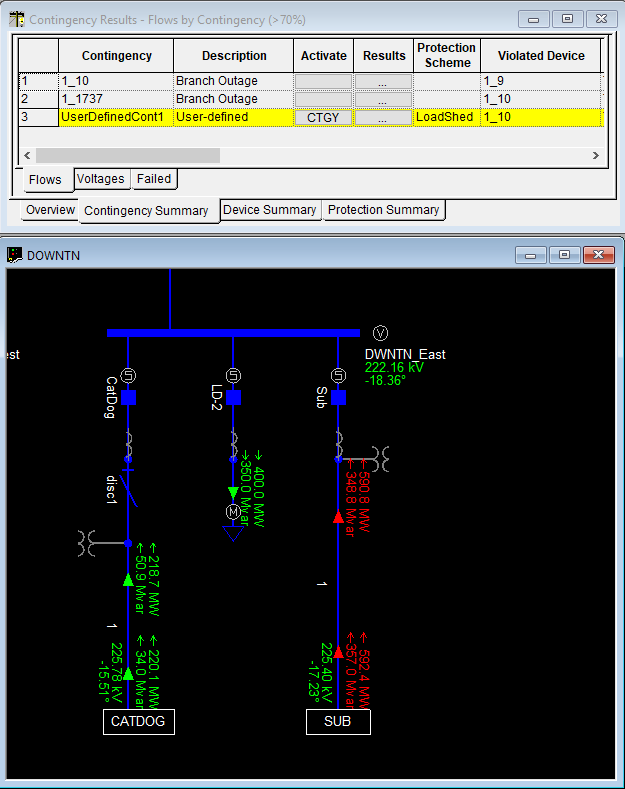 Contingency Results - Flows by Contingency (>70%)
Contingency Description Activate Results Protection Scheme Violated Device
1 1_10 Branch Outage ... 1_9
2 1_1737 Branch Outage ... 1_10
3 UserDefinedCont1 User-defined CTGY ... LoadShed 1_10
Flows Voltages Failed
Overview Contingency Summary Device Summary Protection Summary
DOWNTN
V
est
DWNTN_East
222.16 kV
-18.36°
S S S
CatDog
LD-2
Sub
disc1
400.0 MW
350.0 Mvar
M
590.8 MW
348.8 Mvar
218.7 MW
50.9 Mvar
1
1
225.78 kV
-15.51°
220.1 MW
34.0 Mvar
225.40 kV
-17.23°
592.4 MW
357.0 Mvar
CATDOG
SUB